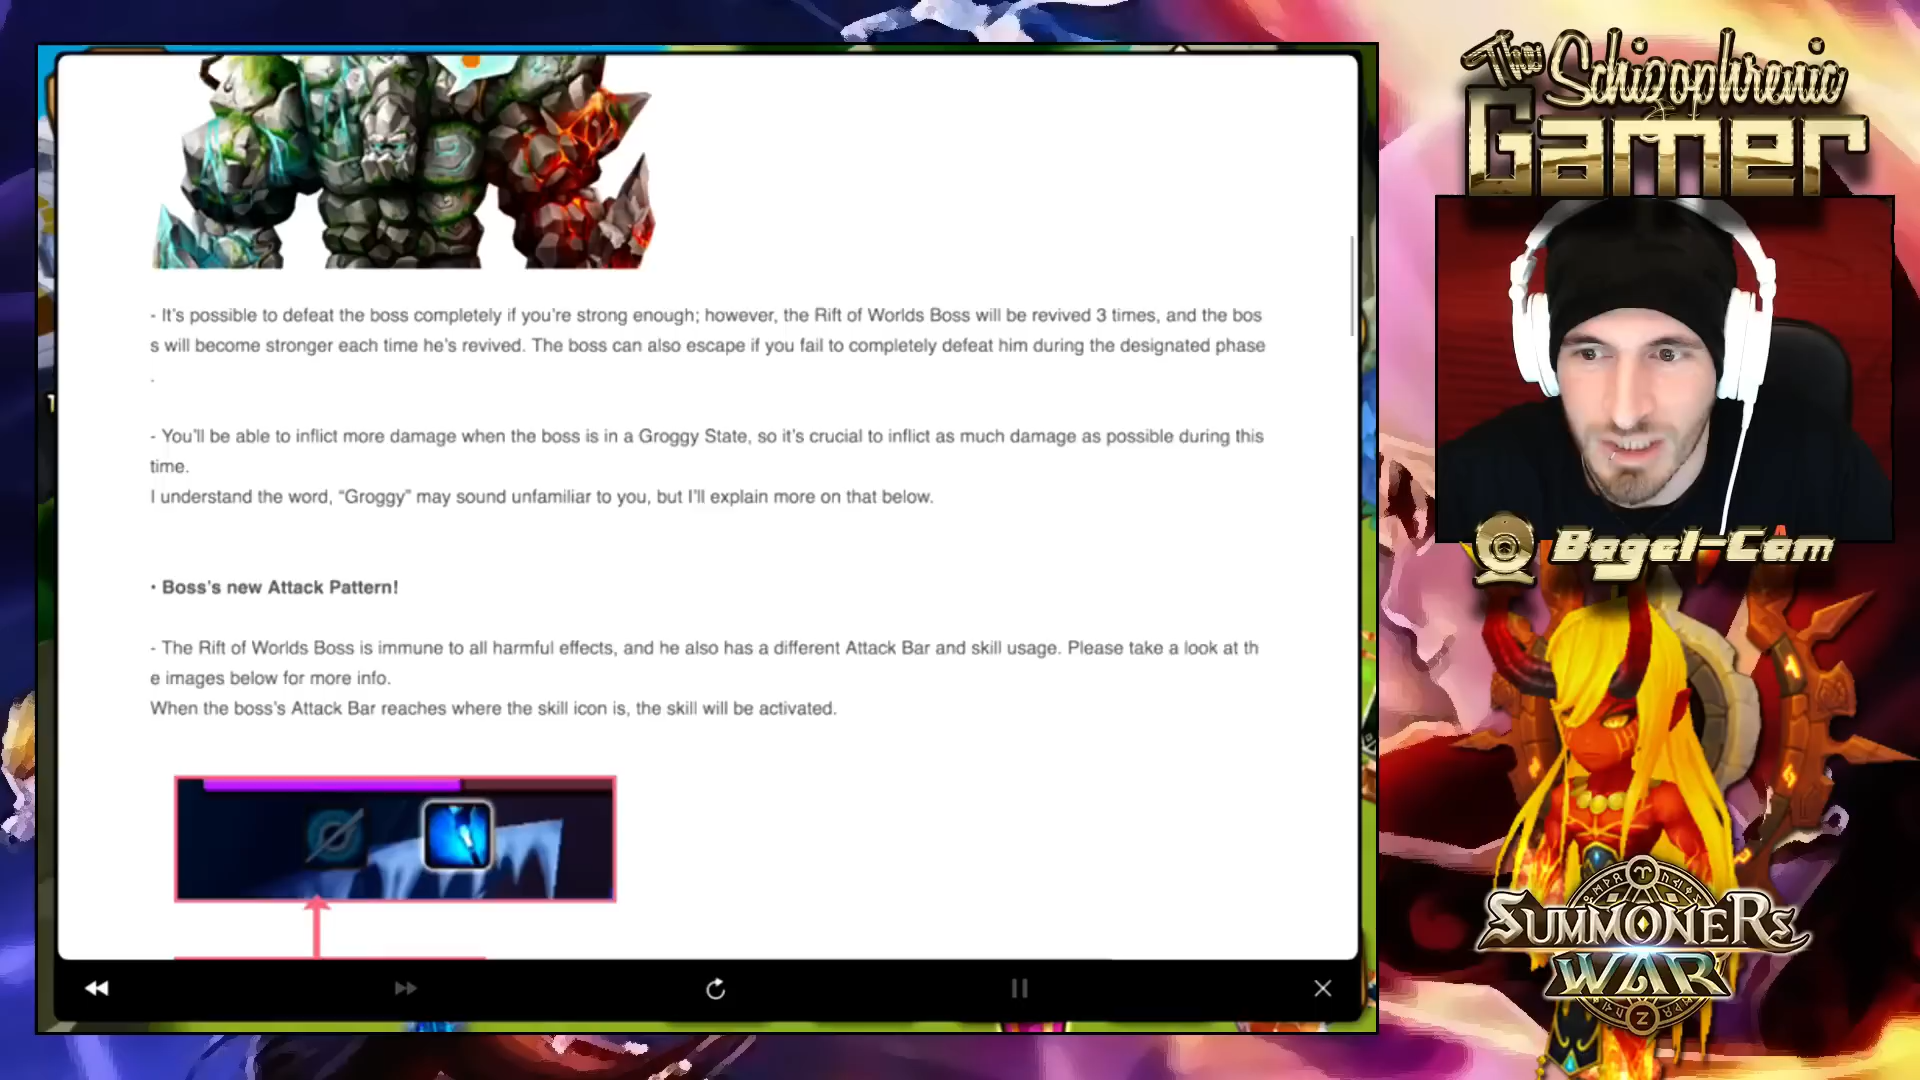 The Schizophrenic
Gamer
- It's possible to defeat the boss completely if you're strong enough; however, the Rift of Worlds Boss will be revived 3 times, and the bos
s will become stronger each time he's revived. The boss can also escape if you fail to completely defeat him during the designated phase
.
- You'll be able to inflict more damage when the boss is in a Groggy State, so it's crucial to inflict as much damage as possible during this
time.
I understand the word, “Groggy” may sound unfamiliar to you, but I'll explain more on that below.
• Boss's new Attack Pattern!
- The Rift of Worlds Boss is immune to all harmful effects, and he also has a different Attack Bar and skill usage. Please take a look at th
e images below for more info.
When the boss's Attack Bar reaches where the skill icon is, the skill will be activated.
Bagel-Cam
SUMMONERS
WAR